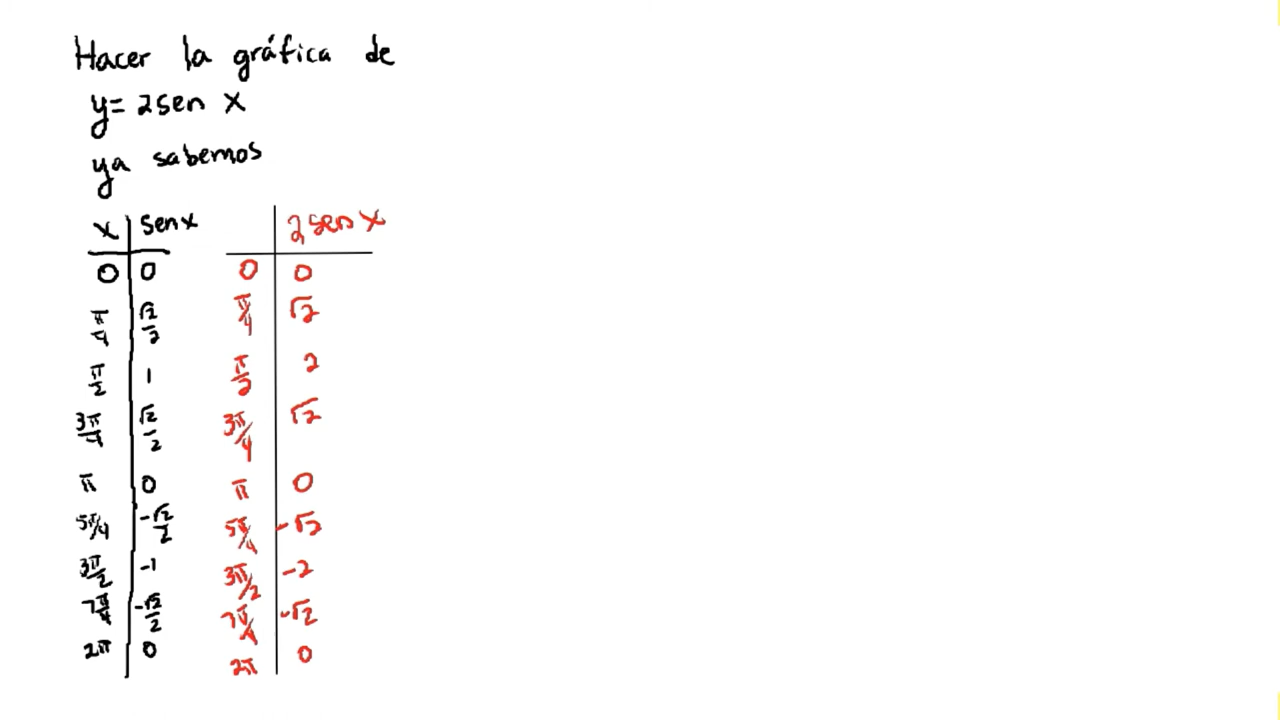 Hacer la gráfica de
y= 2sen x
ya sabemos
x | sen x
0 | 0
π/4 | √2/2
π/2 | 1
3π/4 | √2/2
π | 0
5π/4 | -√2/2
3π/2 | -1
7π/4 | -√2/2
2π | 0
2 sen x
0 | 0
π/4 | √2
π/2 | 2
3π/4 | √2
π | 0
5π/4 | -√2
3π/2 | -2
7π/4 | -√2
2π | 0